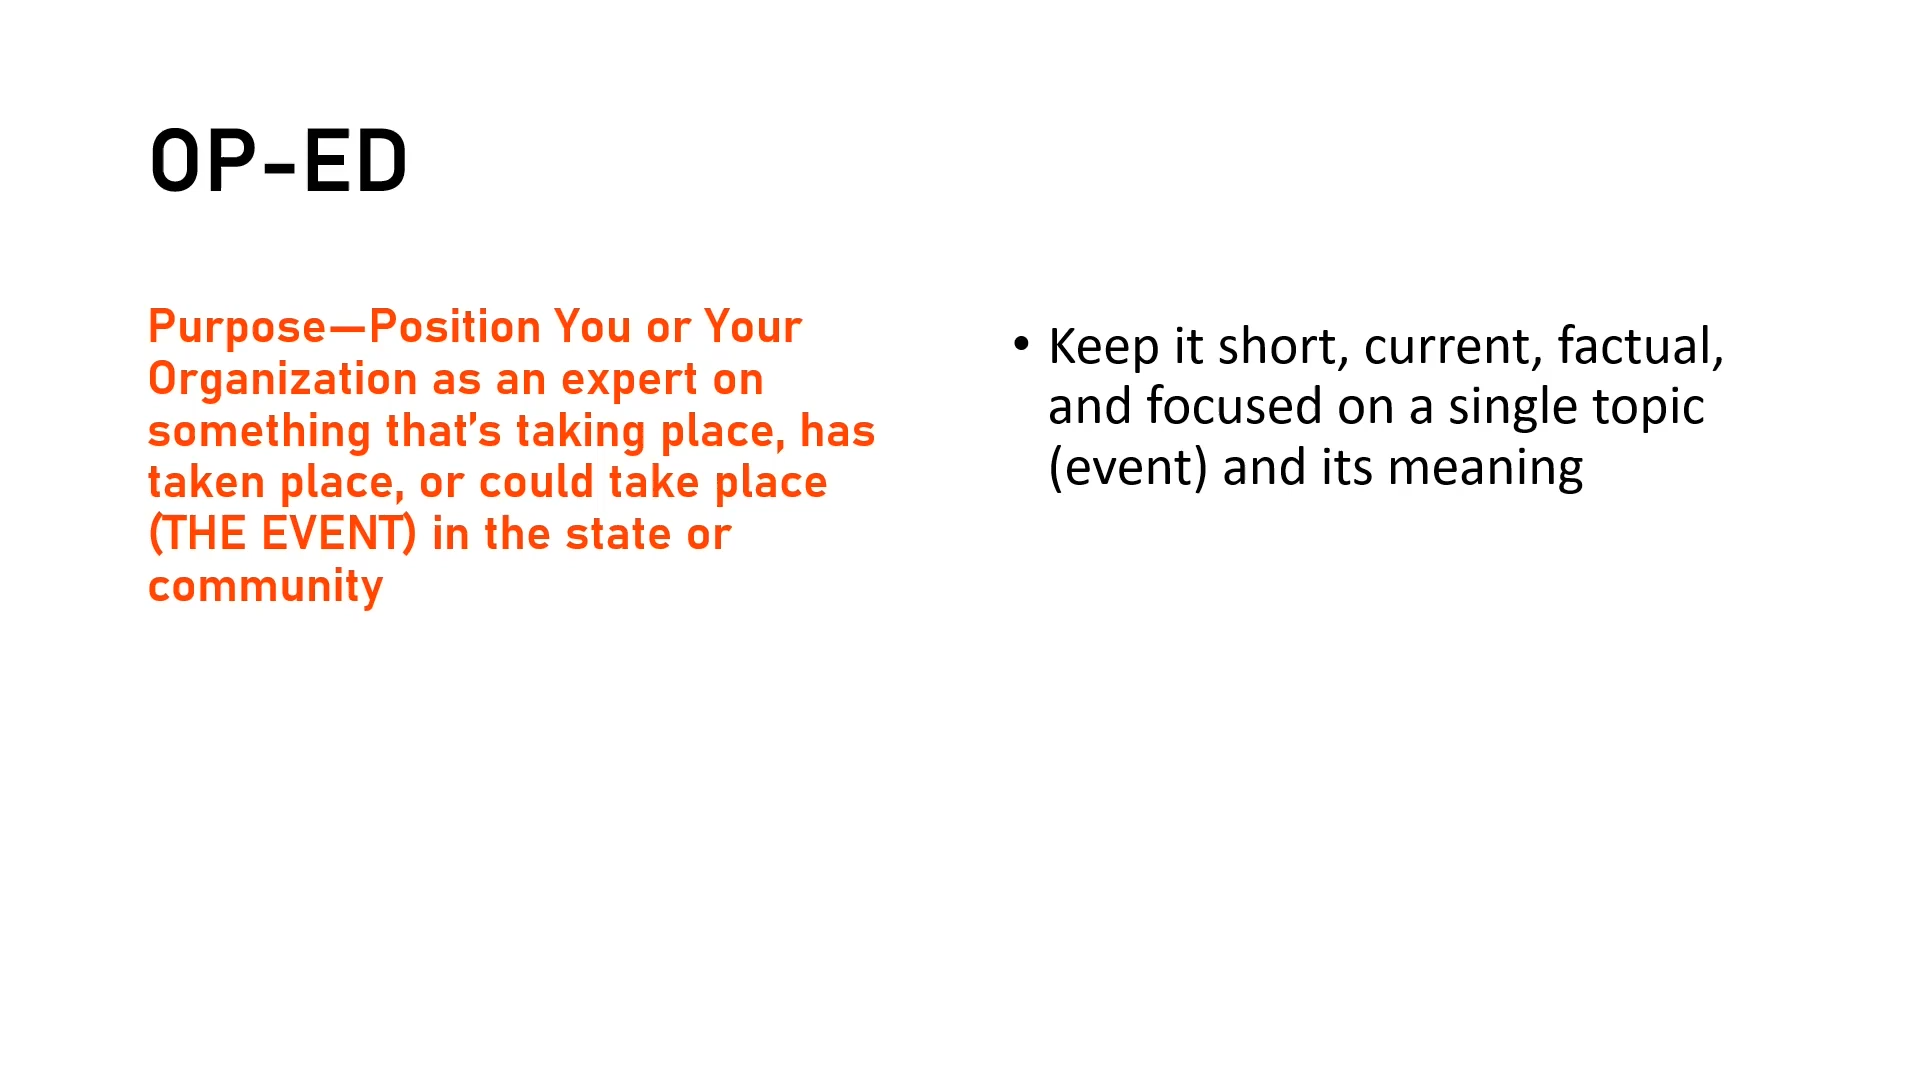 OP-ED
Purpose—Position You or Your
Organization as an expert on
something that's taking place, has
taken place, or could take place
(THE EVENT) in the state or
community
• Keep it short, current, factual,
and focused on a single topic
(event) and its meaning